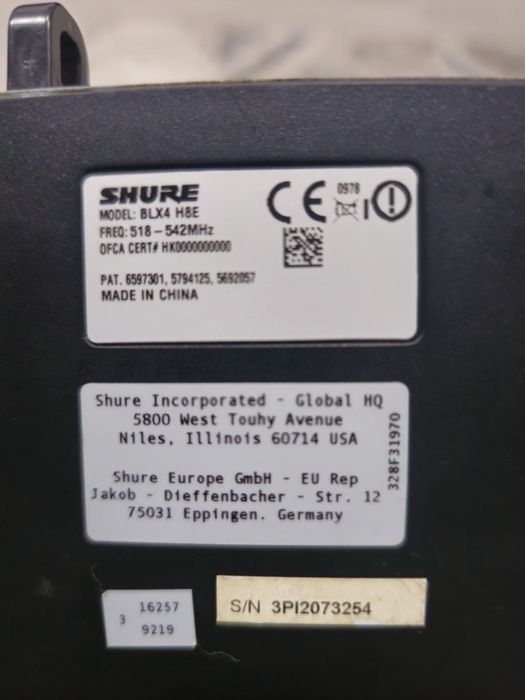 SHURE
MODEL: BLX4 H8E
FREQ: 518 – 542MHz
OFCA CERT# HK0000000000
PAT. 6597301, 5794125, 5692057
MADE IN CHINA
CE 0978
Shure Incorporated - Global HQ
5800 West Touhy Avenue
Niles, Illinois 60714 USA
Shure Europe GmbH - EU Rep
Jakob - Dieffenbacher - Str. 12
75031 Eppingen. Germany
328F31970
3 16257
9219
S/N 3PI2073254